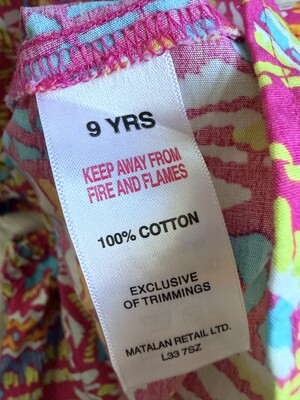 9 YRS
KEEP AWAY FROM
FIRE AND FLAMES
100% COTTON
EXCLUSIVE
OF TRIMMINGS
MATALAN RETAIL LTD.
L33 7SZ